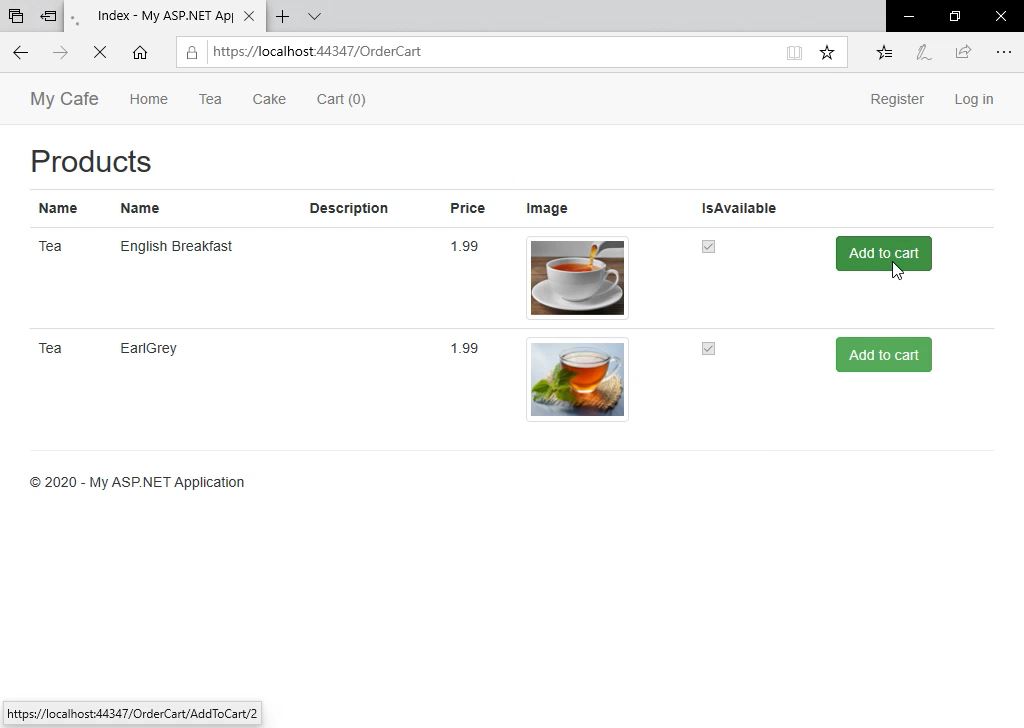 Index - My ASP.NET Ap
https://localhost:44347/OrderCart
My Cafe Home Tea Cake Cart (0) Register Log in
Products
Name Name Description Price Image IsAvailable
Tea English Breakfast 1.99 Add to cart
Tea EarlGrey 1.99 Add to cart
© 2020 - My ASP.NET Application
https://localhost:44347/OrderCart/AddToCart/2